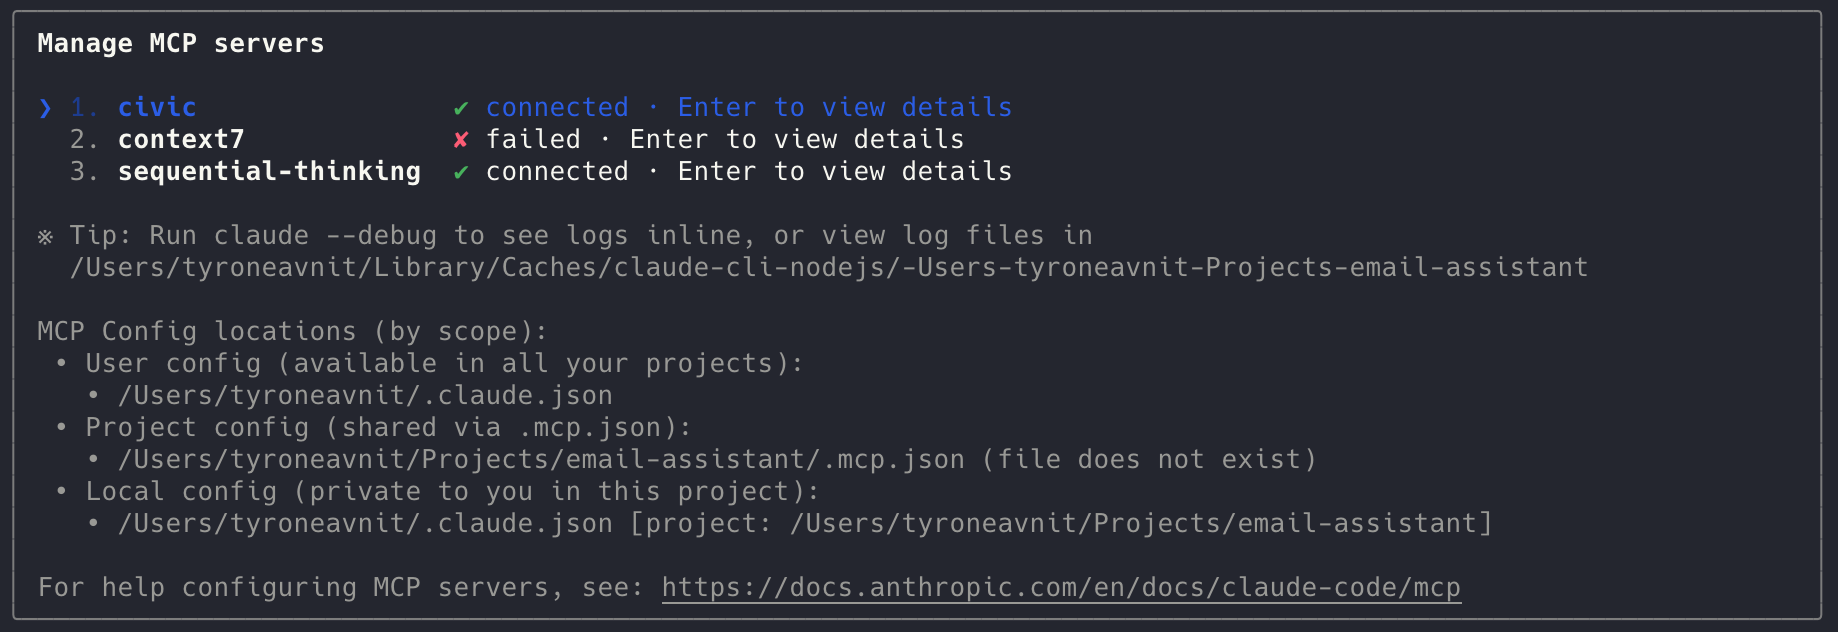 Manage MCP servers
❯ 1. civic ✔ connected · Enter to view details
2. context7 ✘ failed · Enter to view details
3. sequential-thinking ✔ connected · Enter to view details
※ Tip: Run claude --debug to see logs inline, or view log files in
/Users/tyroneavnit/Library/Caches/claude-cli-nodejs/-Users-tyroneavnit-Projects-email-assistant
MCP Config locations (by scope):
• User config (available in all your projects):
• /Users/tyroneavnit/.claude.json
• Project config (shared via .mcp.json):
• /Users/tyroneavnit/Projects/email-assistant/.mcp.json (file does not exist)
• Local config (private to you in this project):
• /Users/tyroneavnit/.claude.json [project: /Users/tyroneavnit/Projects/email-assistant]
For help configuring MCP servers, see: https://docs.anthropic.com/en/docs/claude-code/mcp